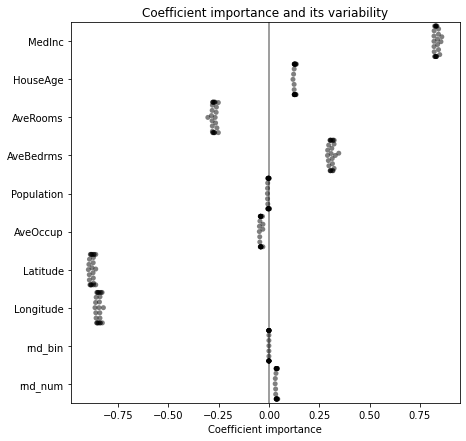 Coefficient importance and its variability
MedInc
HouseAge
AveRooms
AveBedrms
Population
AveOccup
Latitude
Longitude
rnd_bin
rnd_num
−0.75 −0.50 −0.25 0.00 0.25 0.50 0.75
Coefficient importance